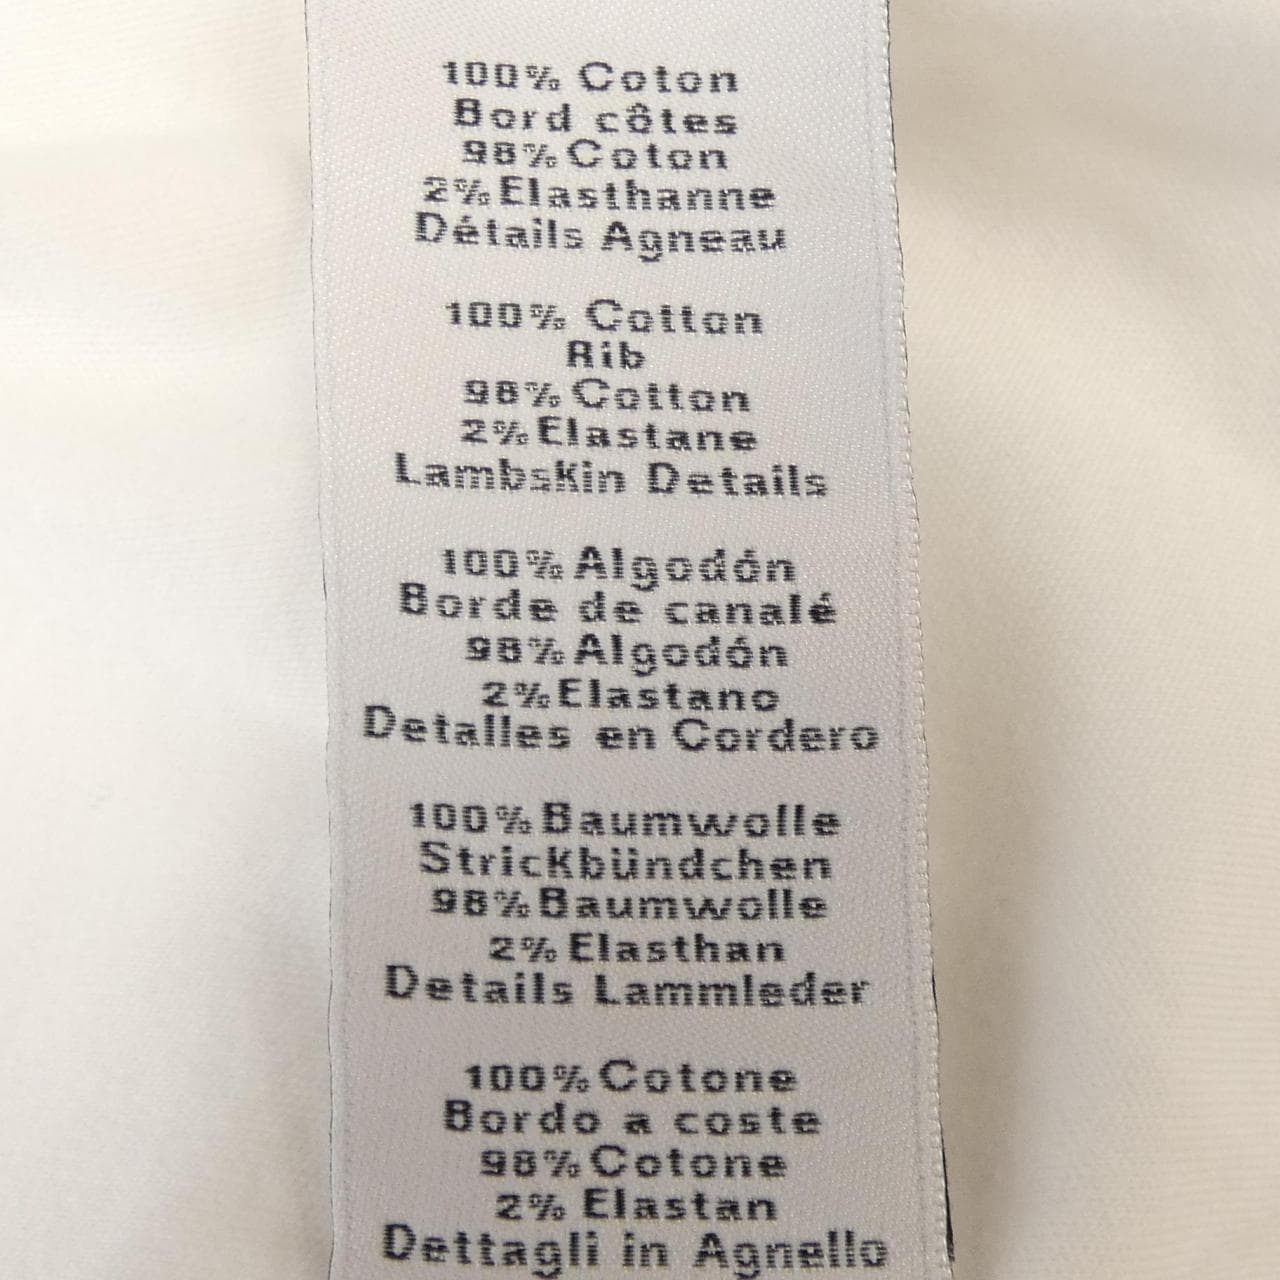 100% Coton
Bord côtes
98% Coton
2% Elasthanne
Détails Agneau
100% Cotton
Rib
98% Cotton
2% Elastane
Lambskin Details
100% Algodón
Borde de canalé
98% Algodón
2% Elastano
Detalles en Cordero
100% Baumwolle
Strickbündchen
98% Baumwolle
2% Elasthan
Details Lammleder
100% Cotone
Bordo a coste
98% Cotone
2% Elastan
Dettagli in Agnello